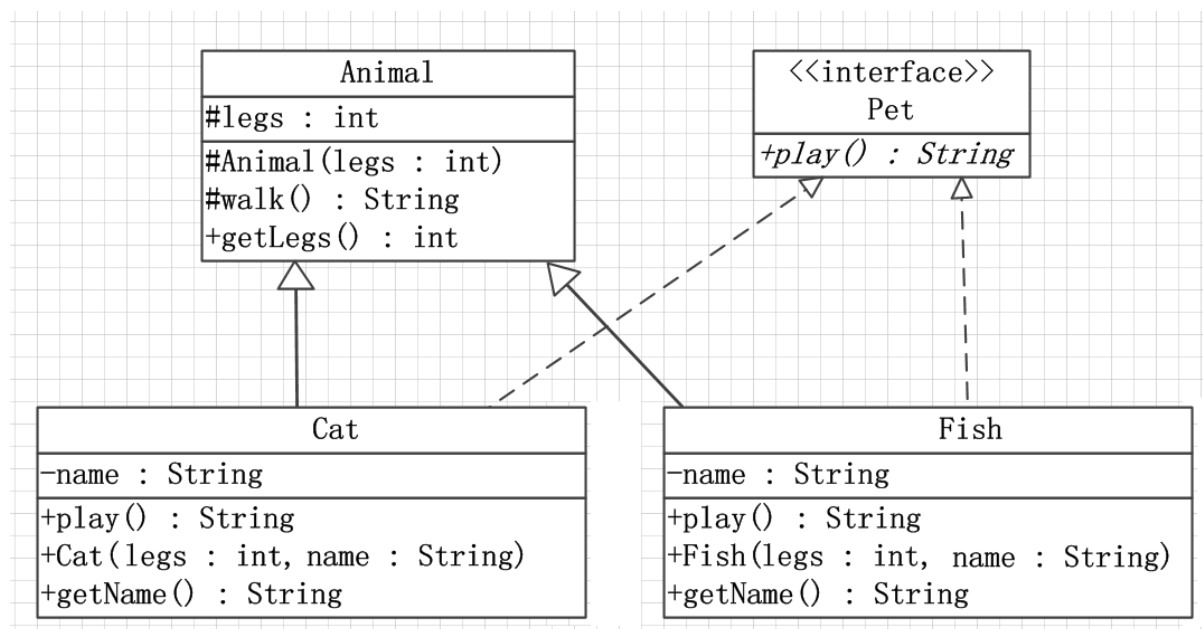 Animal
#legs : int
#Animal(legs : int)
#walk() : String
+getLegs() : int
<<interface>>
Pet
+play() : String
Cat
-name : String
+play() : String
+Cat(legs : int, name : String)
+getName() : String
Fish
-name : String
+play() : String
+Fish(legs : int, name : String)
+getName() : String